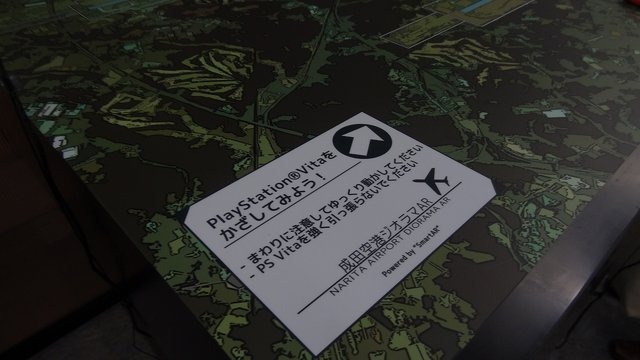 PlayStation®Vitaを
かざしてみよう！
- まわりに注意してゆっくり動かしてください
- PS Vitaを強く引っ張らないでください
成田空港ジオラマAR
NARITA AIRPORT DIORAMA AR
Powered by "SmartAR"